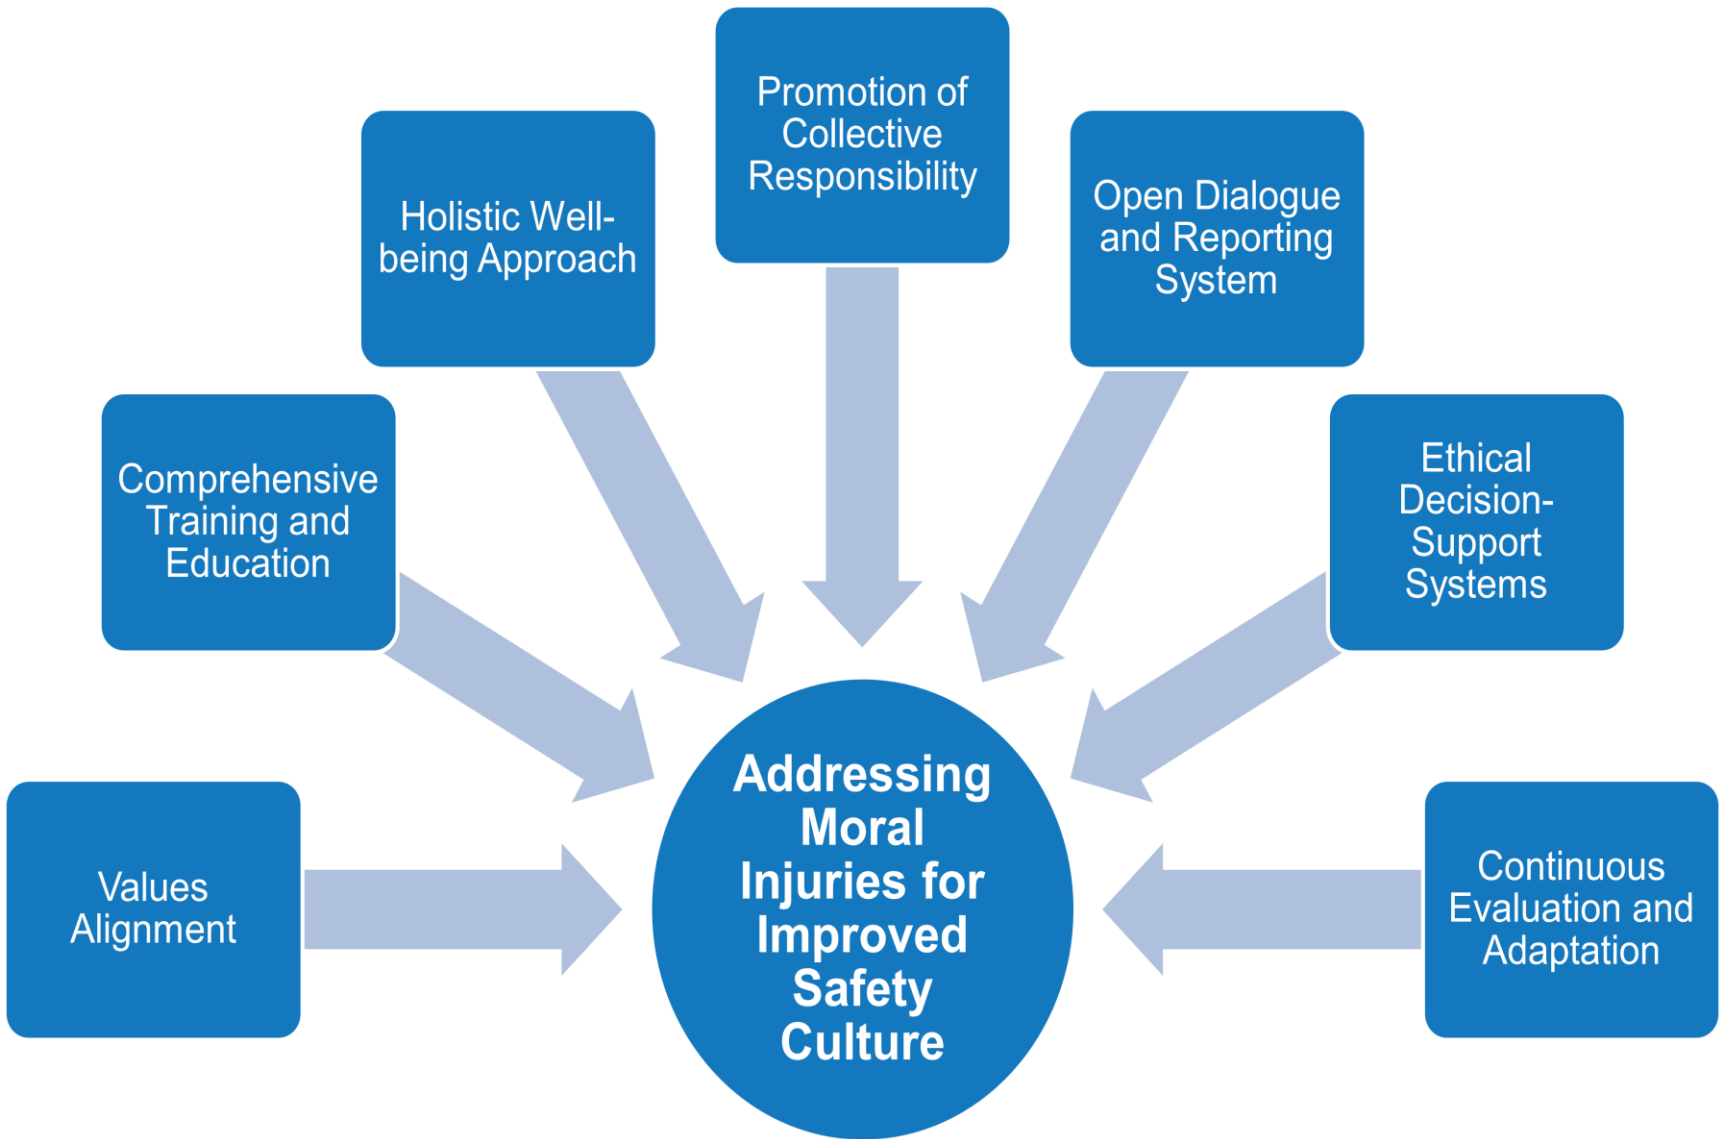 Promotion of
Collective
Responsibility
Holistic Well-
being Approach
Open Dialogue
and Reporting
System
Comprehensive
Training and
Education
Ethical
Decision-
Support
Systems
Values
Alignment
Addressing
Moral
Injuries for
Improved
Safety
Culture
Continuous
Evaluation and
Adaptation